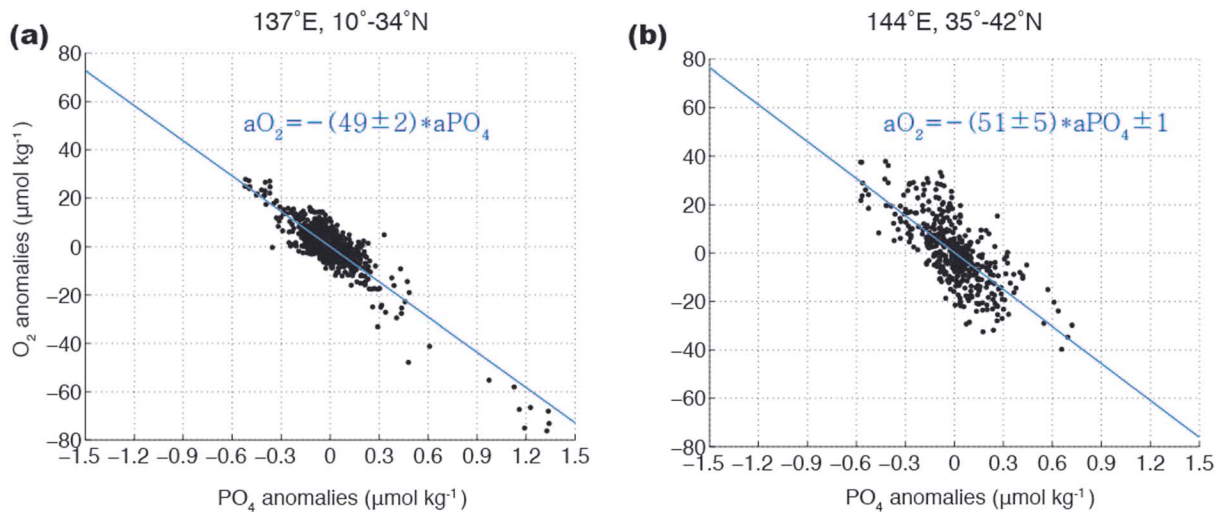 (a)
137°E, 10°-34°N
80
60
40
20
0
−20
−40
−60
−80
O₂ anomalies (µmol kg⁻¹)
aO₂=−(49±2)*aPO₄
−1.5 −1.2 −0.9 −0.6 −0.3 0 0.3 0.6 0.9 1.2 1.5
PO₄ anomalies (µmol kg⁻¹)
(b)
144°E, 35°-42°N
80
60
40
20
0
−20
−40
−60
−80
aO₂=−(51±5)*aPO₄±1
−1.5 −1.2 −0.9 −0.6 −0.3 0 0.3 0.6 0.9 1.2 1.5
PO₄ anomalies (µmol kg⁻¹)